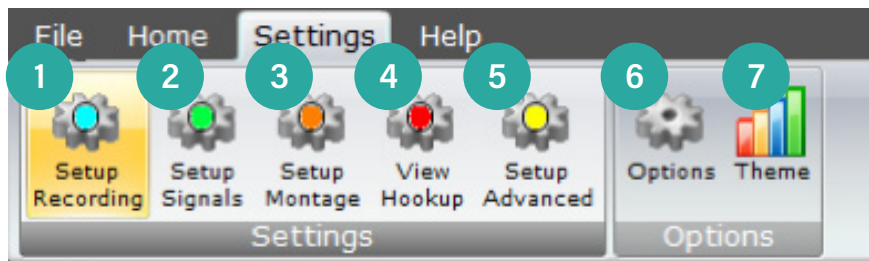 File Home Settings Help
1 2 3 4 5 6 7
Setup Setup Setup View Setup Options Theme
Recording Signals Montage Hookup Advanced
Settings Options